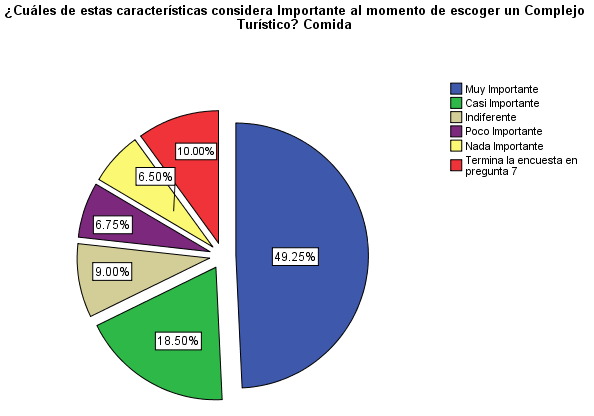 ¿Cuáles de estas características considera Importante al momento de escoger un Complejo
Turístico? Comida
Muy Importante
Casi Importante
Indiferente
Poco Importante
Nada Importante
Termina la encuesta en
pregunta 7
10.00%
6.50%
6.75%
49.25%
9.00%
18.50%